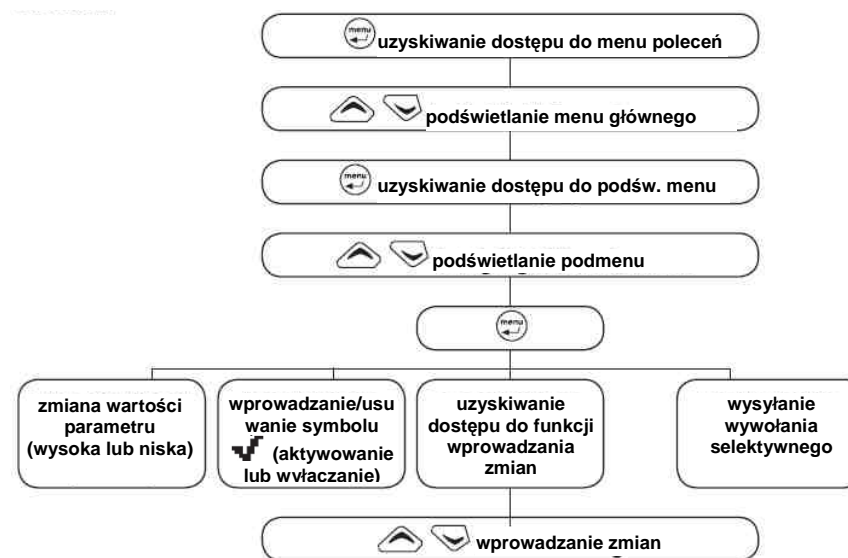 menu uzyskiwanie dostępu do menu poleceń
podświetlanie menu głównego
menu uzyskiwanie dostępu do podśw. menu
podświetlanie podmenu
menu
zmiana wartości
parametru
(wysoka lub niska)
wprowadzanie/usu
wanie symbolu
(aktywowanie
lub wyłączanie)
uzyskiwanie
dostępu do funkcji
wprowadzania
zmian
wysyłanie
wywołania
selektywnego
wprowadzanie zmian